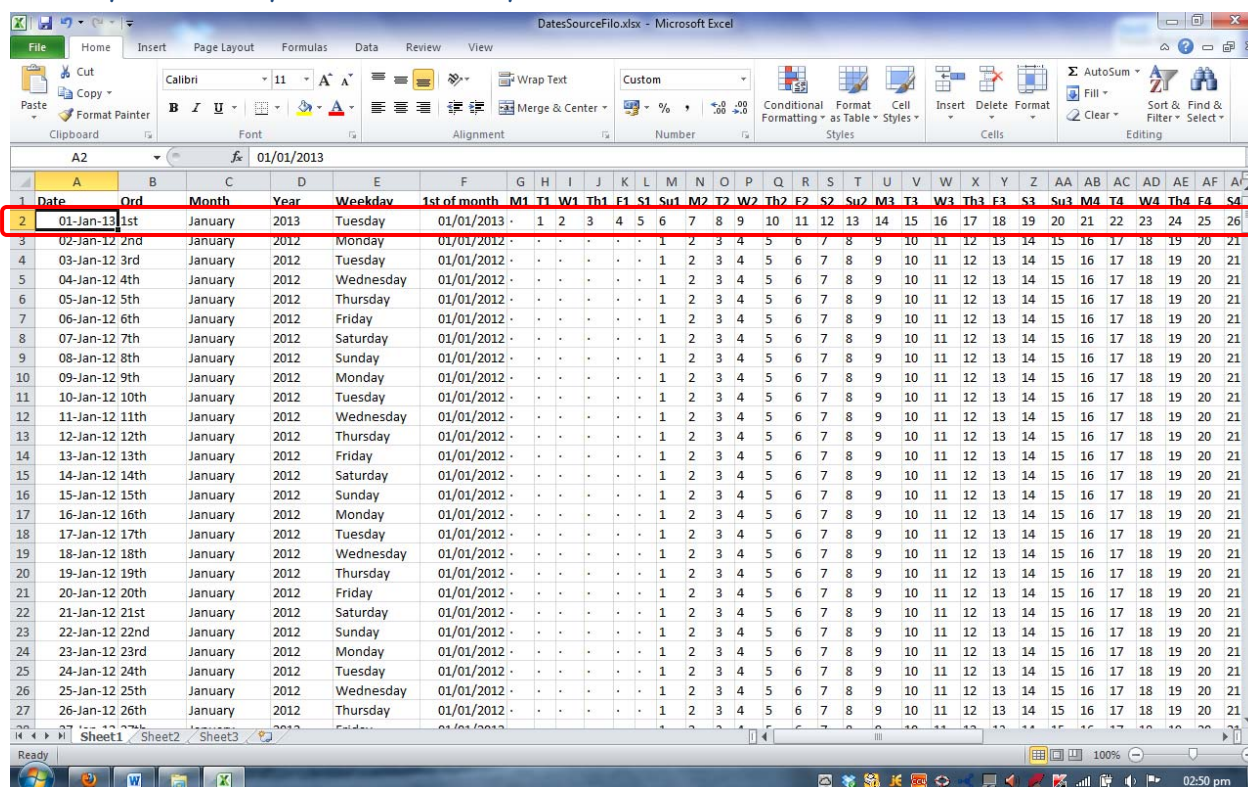 DatesSourceFilo.xlsx - Microsoft Excel
File Home Insert Page Layout Formulas Data Review View
Cut
Copy
Format Painter
Paste
Clipboard
Calibri 11
B I U
Font
Wrap Text
Merge & Center
Alignment
Custom
%
Number
Conditional Formatting
Format as Table
Cell Styles
Styles
Insert Delete Format
Cells
AutoSum
Fill
Clear
Sort & Filter
Find & Select
Editing
A2 fx 01/01/2013
A B C D E F G H I J K L M N O P Q R S T U V W X Y Z AA AB AC AD AE AF
1 Date Ord Month Year Weekday 1st of month M1 T1 W1 Th1 F1 S1 Su1 M2 T2 W2 Th2 F2 S2 Su2 M3 T3 W3 Th3 F3 S3 Su3 M4 T4 W4 Th4 F4 S4
2 01-Jan-13 1st January 2013 Tuesday 01/01/2013 · 1 2 3 4 5 6 7 8 9 10 11 12 13 14 15 16 17 18 19 20 21 22 23 24 25 26
3 02-Jan-12 2nd January 2012 Monday 01/01/2012 · · · · · · 1 2 3 4 5 6 7 8 9 10 11 12 13 14 15 16 17 18 19 20 21
4 03-Jan-12 3rd January 2012 Tuesday 01/01/2012 · · · · · · 1 2 3 4 5 6 7 8 9 10 11 12 13 14 15 16 17 18 19 20 21
5 04-Jan-12 4th January 2012 Wednesday 01/01/2012 · · · · · · 1 2 3 4 5 6 7 8 9 10 11 12 13 14 15 16 17 18 19 20 21
6 05-Jan-12 5th January 2012 Thursday 01/01/2012 · · · · · · 1 2 3 4 5 6 7 8 9 10 11 12 13 14 15 16 17 18 19 20 21
7 06-Jan-12 6th January 2012 Friday 01/01/2012 · · · · · · 1 2 3 4 5 6 7 8 9 10 11 12 13 14 15 16 17 18 19 20 21
8 07-Jan-12 7th January 2012 Saturday 01/01/2012 · · · · · · 1 2 3 4 5 6 7 8 9 10 11 12 13 14 15 16 17 18 19 20 21
9 08-Jan-12 8th January 2012 Sunday 01/01/2012 · · · · · · 1 2 3 4 5 6 7 8 9 10 11 12 13 14 15 16 17 18 19 20 21
10 09-Jan-12 9th January 2012 Monday 01/01/2012 · · · · · · 1 2 3 4 5 6 7 8 9 10 11 12 13 14 15 16 17 18 19 20 21
11 10-Jan-12 10th January 2012 Tuesday 01/01/2012 · · · · · · 1 2 3 4 5 6 7 8 9 10 11 12 13 14 15 16 17 18 19 20 21
12 11-Jan-12 11th January 2012 Wednesday 01/01/2012 · · · · · · 1 2 3 4 5 6 7 8 9 10 11 12 13 14 15 16 17 18 19 20 21
13 12-Jan-12 12th January 2012 Thursday 01/01/2012 · · · · · · 1 2 3 4 5 6 7 8 9 10 11 12 13 14 15 16 17 18 19 20 21
14 13-Jan-12 13th January 2012 Friday 01/01/2012 · · · · · · 1 2 3 4 5 6 7 8 9 10 11 12 13 14 15 16 17 18 19 20 21
15 14-Jan-12 14th January 2012 Saturday 01/01/2012 · · · · · · 1 2 3 4 5 6 7 8 9 10 11 12 13 14 15 16 17 18 19 20 21
16 15-Jan-12 15th January 2012 Sunday 01/01/2012 · · · · · · 1 2 3 4 5 6 7 8 9 10 11 12 13 14 15 16 17 18 19 20 21
17 16-Jan-12 16th January 2012 Monday 01/01/2012 · · · · · · 1 2 3 4 5 6 7 8 9 10 11 12 13 14 15 16 17 18 19 20 21
18 17-Jan-12 17th January 2012 Tuesday 01/01/2012 · · · · · · 1 2 3 4 5 6 7 8 9 10 11 12 13 14 15 16 17 18 19 20 21
19 18-Jan-12 18th January 2012 Wednesday 01/01/2012 · · · · · · 1 2 3 4 5 6 7 8 9 10 11 12 13 14 15 16 17 18 19 20 21
20 19-Jan-12 19th January 2012 Thursday 01/01/2012 · · · · · · 1 2 3 4 5 6 7 8 9 10 11 12 13 14 15 16 17 18 19 20 21
21 20-Jan-12 20th January 2012 Friday 01/01/2012 · · · · · · 1 2 3 4 5 6 7 8 9 10 11 12 13 14 15 16 17 18 19 20 21
22 21-Jan-12 21st January 2012 Saturday 01/01/2012 · · · · · · 1 2 3 4 5 6 7 8 9 10 11 12 13 14 15 16 17 18 19 20 21
23 22-Jan-12 22nd January 2012 Sunday 01/01/2012 · · · · · · 1 2 3 4 5 6 7 8 9 10 11 12 13 14 15 16 17 18 19 20 21
24 23-Jan-12 23rd January 2012 Monday 01/01/2012 · · · · · · 1 2 3 4 5 6 7 8 9 10 11 12 13 14 15 16 17 18 19 20 21
25 24-Jan-12 24th January 2012 Tuesday 01/01/2012 · · · · · · 1 2 3 4 5 6 7 8 9 10 11 12 13 14 15 16 17 18 19 20 21
26 25-Jan-12 25th January 2012 Wednesday 01/01/2012 · · · · · · 1 2 3 4 5 6 7 8 9 10 11 12 13 14 15 16 17 18 19 20 21
27 26-Jan-12 26th January 2012 Thursday 01/01/2012 · · · · · · 1 2 3 4 5 6 7 8 9 10 11 12 13 14 15 16 17 18 19 20 21
Sheet1 Sheet2 Sheet3
Ready 100%
02:50 pm